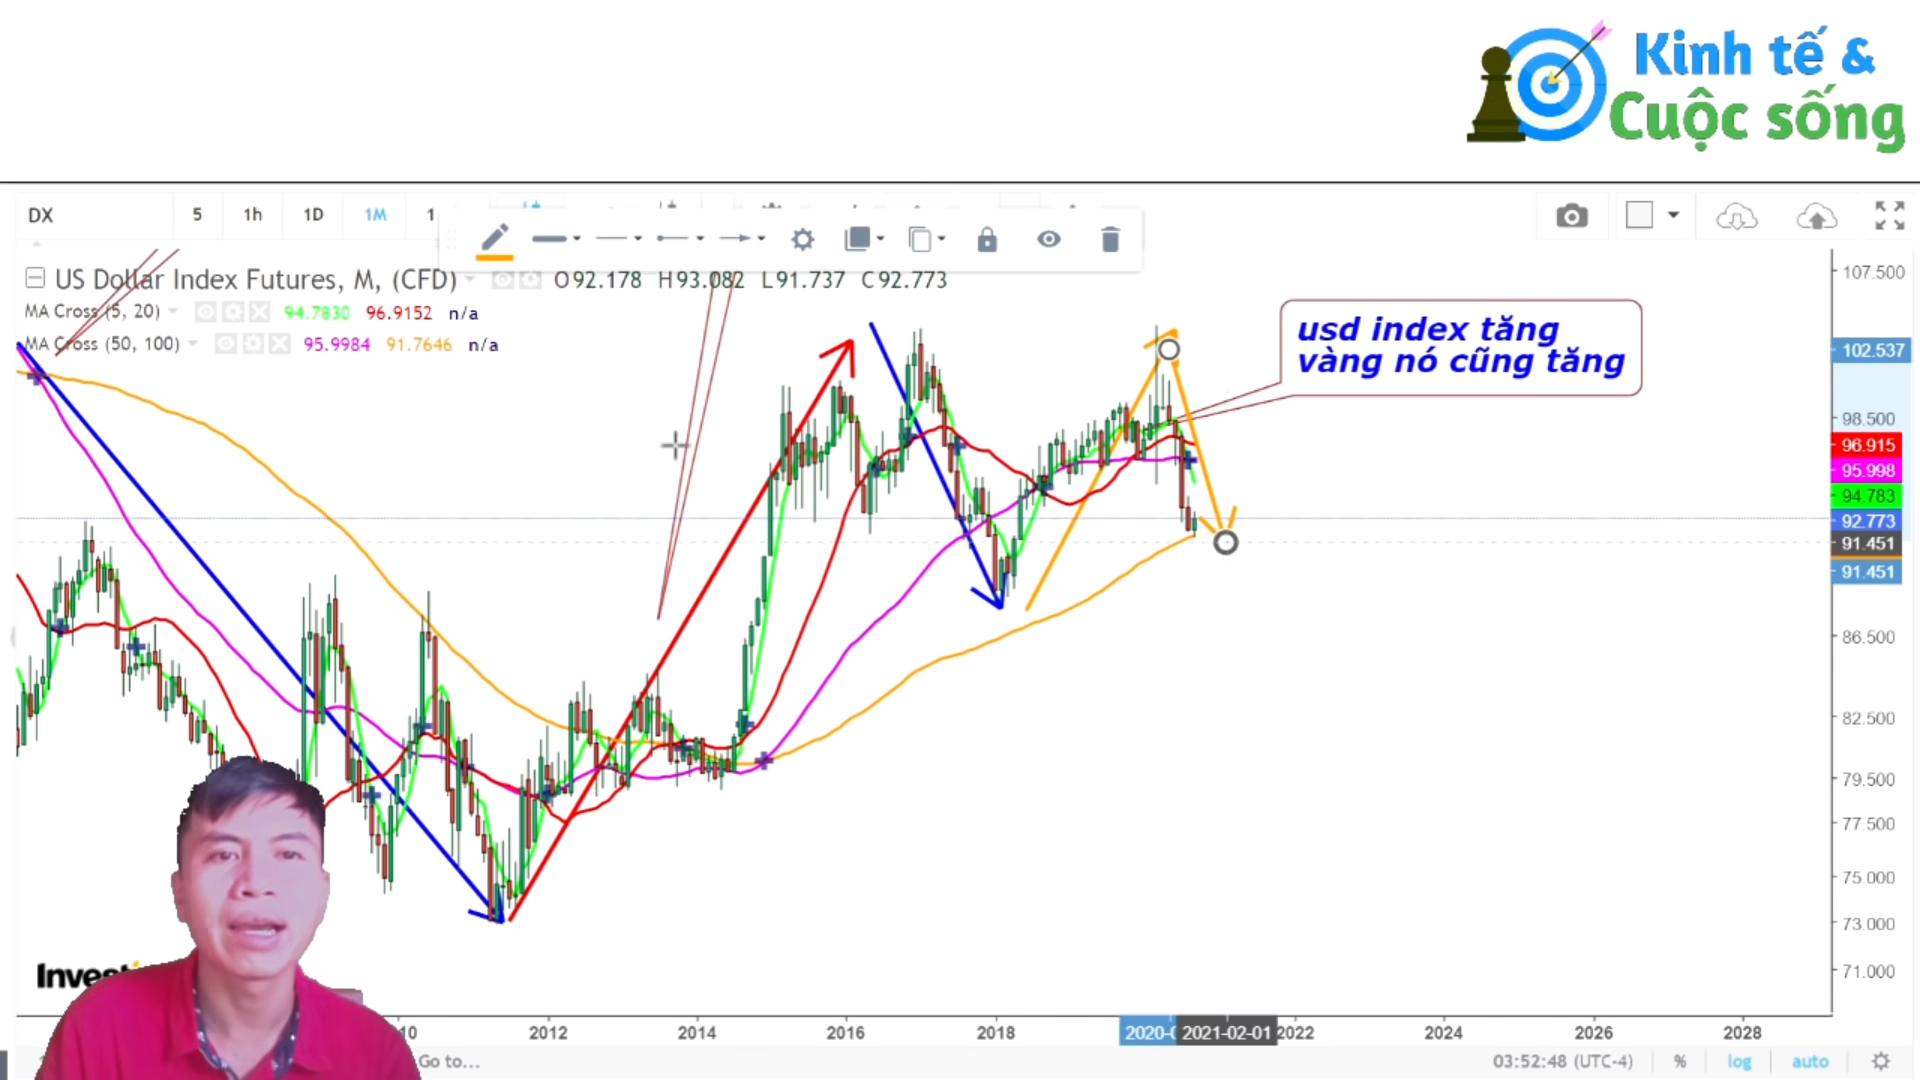 Kinh tế &
Cuộc sống
DX 5 1h 1D 1M 1
US Dollar Index Futures, M, (CFD) O92.178 H93.082 L91.737 C92.773
MA Cross (5, 20) 94.7830 96.9152 n/a
MA Cross (50, 100) 95.9984 91.7646 n/a
usd index tăng
vàng nó cũng tăng
107.500
102.537
98.500
96.915
95.998
94.783
92.773
91.451
91.451
86.500
82.500
79.500
77.500
75.000
73.000
71.000
Investi
10 2012 2014 2016 2018 2020-0 2021-02-01 2022 2024 2026 2028
Go to... 03:52:48 (UTC-4) % log auto